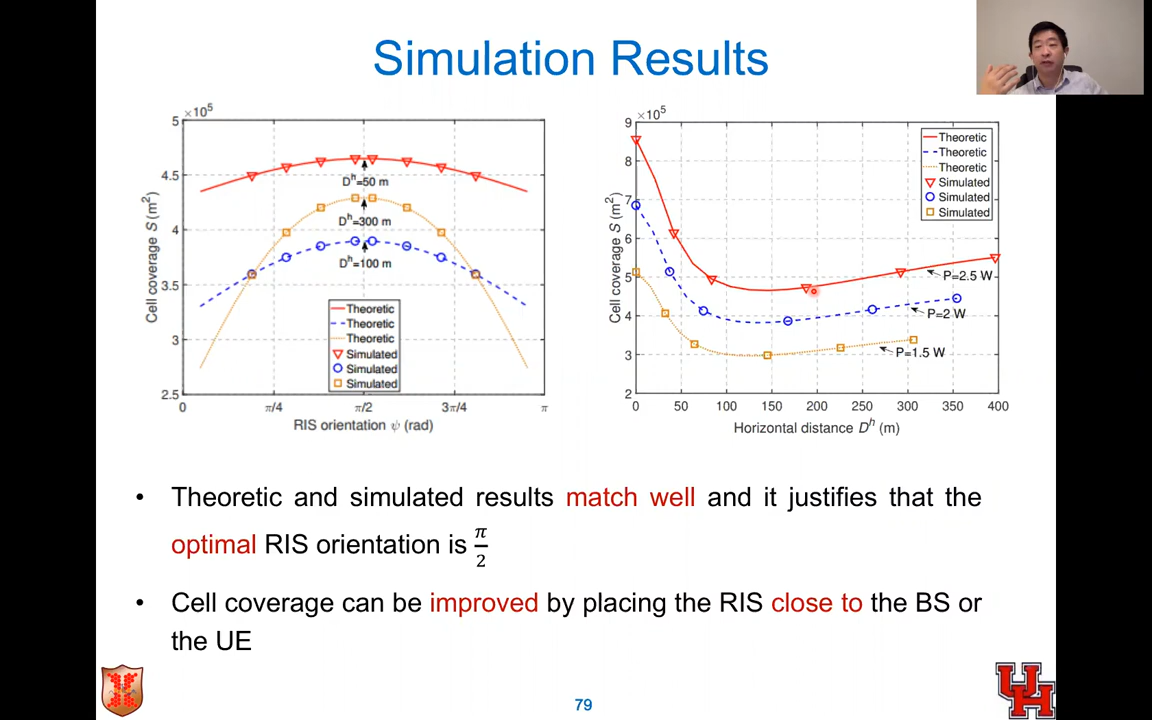 Simulation Results
×10⁵
5
4.5
4
3.5
3
2.5
Cell coverage S (m²)
Dʰ=50 m
Dʰ=300 m
Dʰ=100 m
Theoretic
Theoretic
Theoretic
Simulated
Simulated
Simulated
0 π/4 π/2 3π/4 π
RIS orientation ψ (rad)
×10⁵
9
8
7
6
5
4
3
2
Cell coverage S (m²)
Theoretic
Theoretic
Theoretic
Simulated
Simulated
Simulated
P=2.5 W
P=2 W
P=1.5 W
0 50 100 150 200 250 300 350 400
Horizontal distance Dʰ (m)
• Theoretic and simulated results match well and it justifies that the
optimal RIS orientation is π/2
• Cell coverage can be improved by placing the RIS close to the BS or
the UE
79
UH